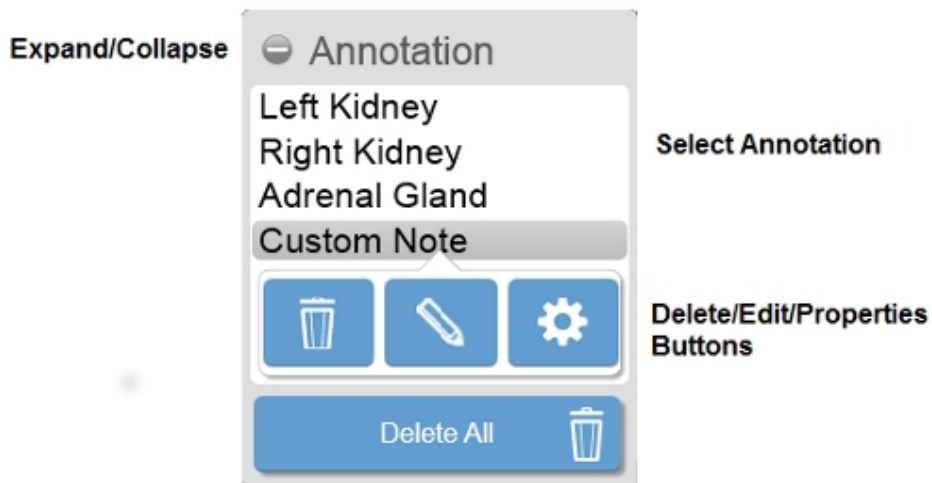 Expand/Collapse
Annotation
Left Kidney
Right Kidney
Select Annotation
Adrenal Gland
Custom Note
Delete/Edit/Properties
Buttons
Delete All